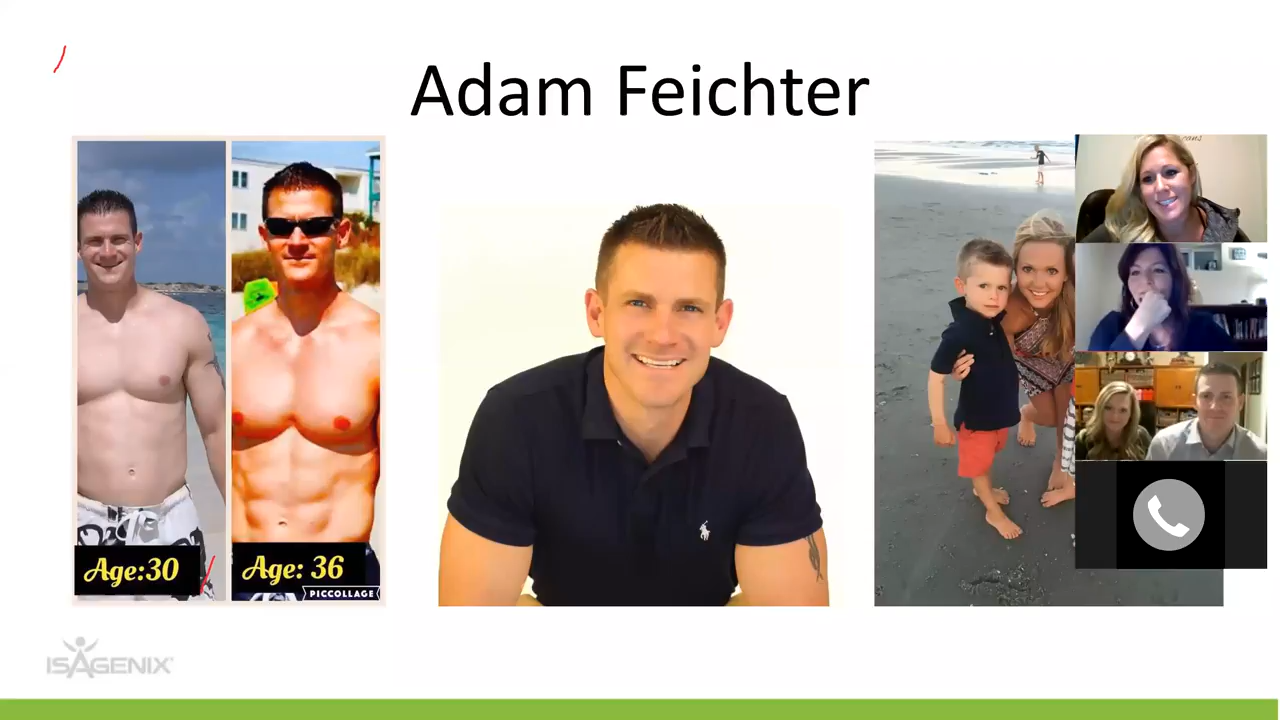 Adam Feichter
Age:30
Age: 36
PICCOLLAGE
ISAGENIX